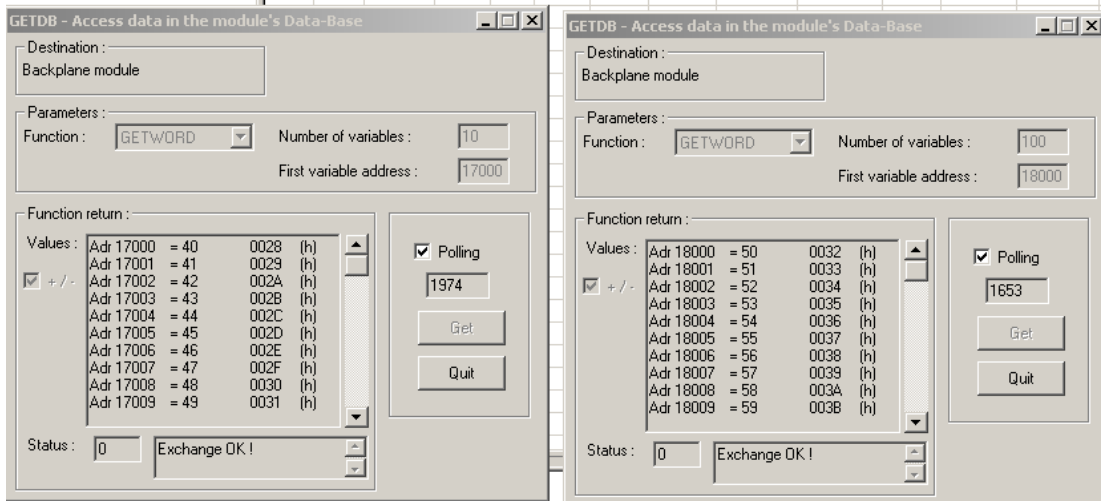 GETDB - Access data in the module's Data-Base
Destination :
Backplane module
Parameters :
Function : GETWORD Number of variables : 10
First variable address : 17000
Function return :
Values :
+ / -
Adr 17000 = 40 0028 (h)
Adr 17001 = 41 0029 (h)
Adr 17002 = 42 002A (h)
Adr 17003 = 43 002B (h)
Adr 17004 = 44 002C (h)
Adr 17005 = 45 002D (h)
Adr 17006 = 46 002E (h)
Adr 17007 = 47 002F (h)
Adr 17008 = 48 0030 (h)
Adr 17009 = 49 0031 (h)
Polling
1974
Get
Quit
Status : 0 Exchange OK !
GETDB - Access data in the module's Data-Base
Destination :
Backplane module
Parameters :
Function : GETWORD Number of variables : 100
First variable address : 18000
Function return :
Values :
+ / -
Adr 18000 = 50 0032 (h)
Adr 18001 = 51 0033 (h)
Adr 18002 = 52 0034 (h)
Adr 18003 = 53 0035 (h)
Adr 18004 = 54 0036 (h)
Adr 18005 = 55 0037 (h)
Adr 18006 = 56 0038 (h)
Adr 18007 = 57 0039 (h)
Adr 18008 = 58 003A (h)
Adr 18009 = 59 003B (h)
Polling
1653
Get
Quit
Status : 0 Exchange OK !